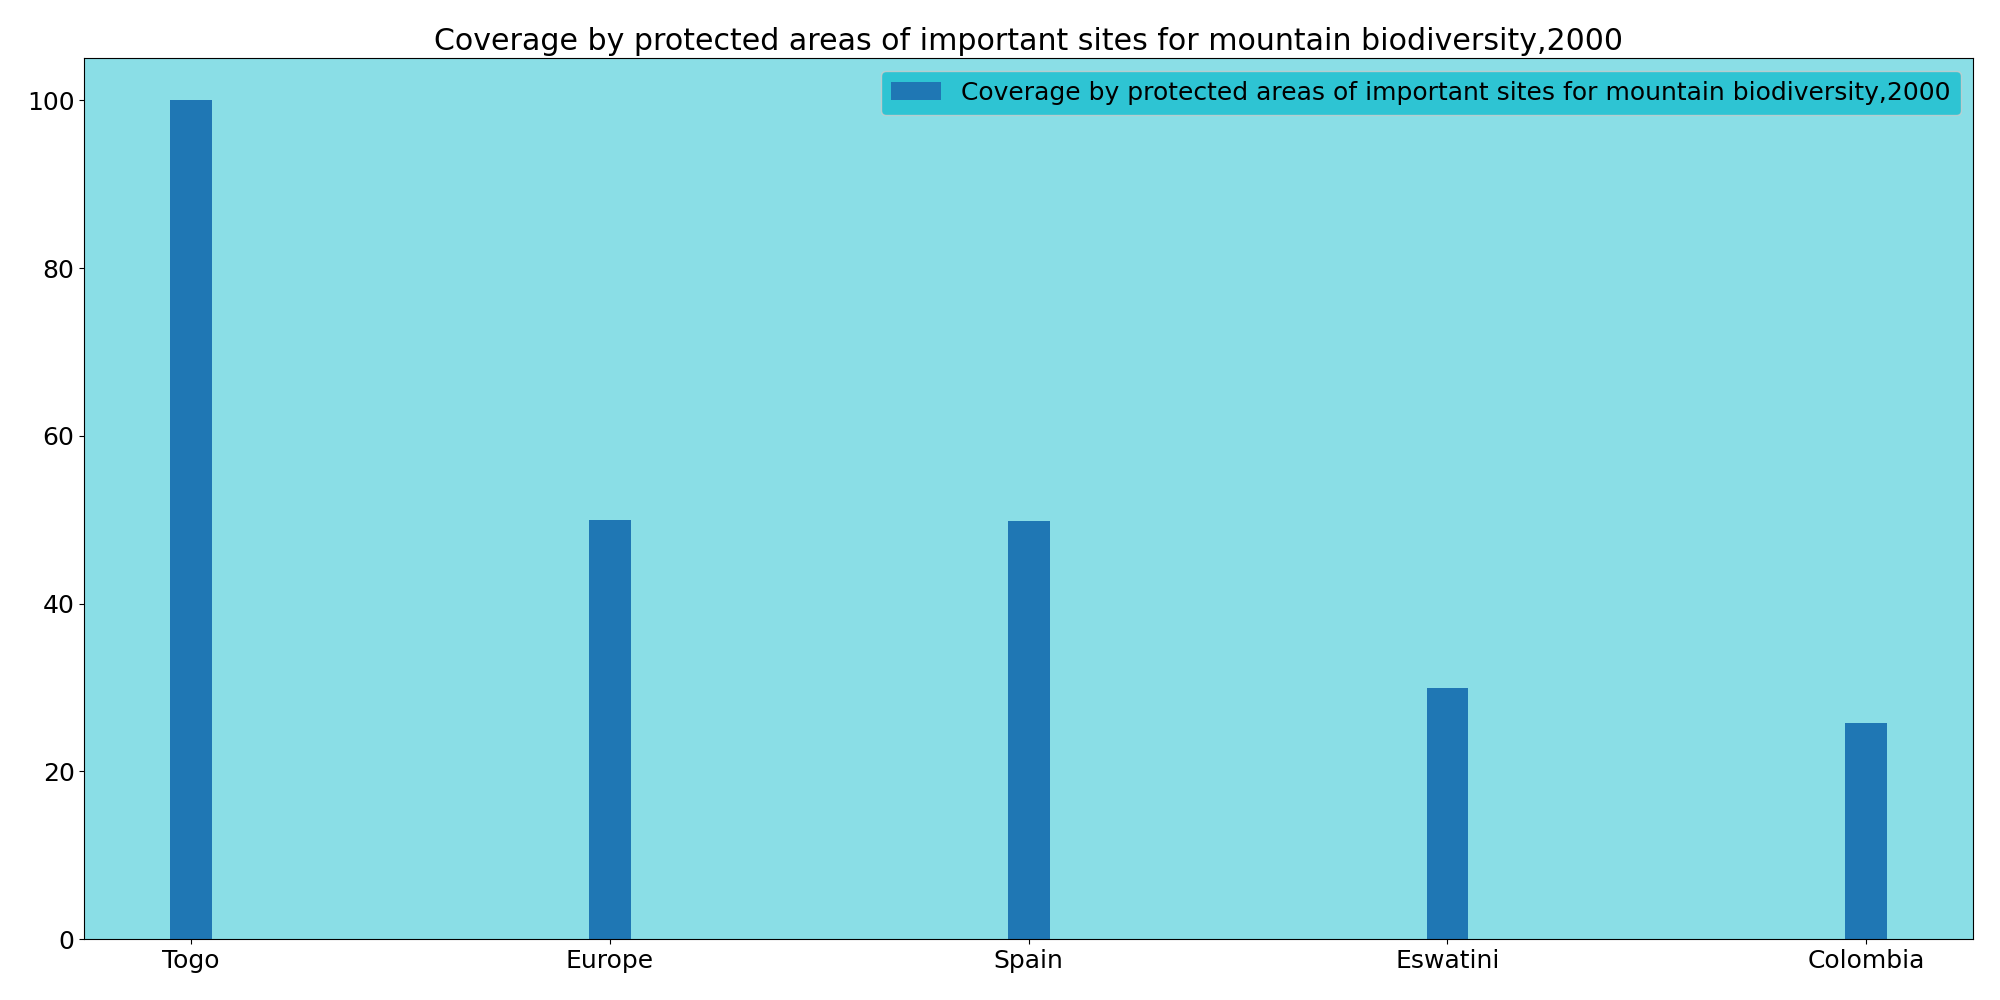 Coverage by protected areas of important sites for mountain biodiversity,2000
Coverage by protected areas of important sites for mountain biodiversity,2000
100
80
60
40
20
0
Togo Europe Spain Eswatini Colombia